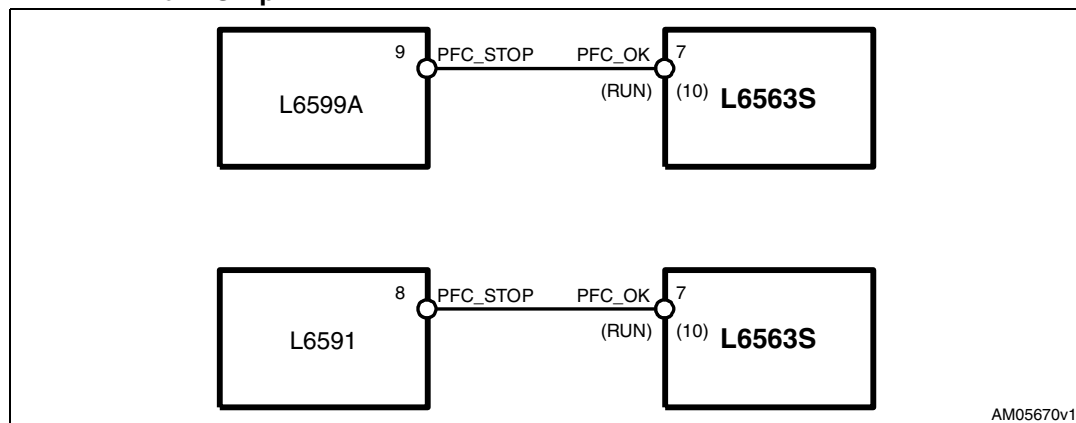 9 PFC_STOP PFC_OK 7
(RUN) (10) L6563S
L6599A
8 PFC_STOP PFC_OK 7
(RUN) (10) L6563S
L6591
AM05670v1